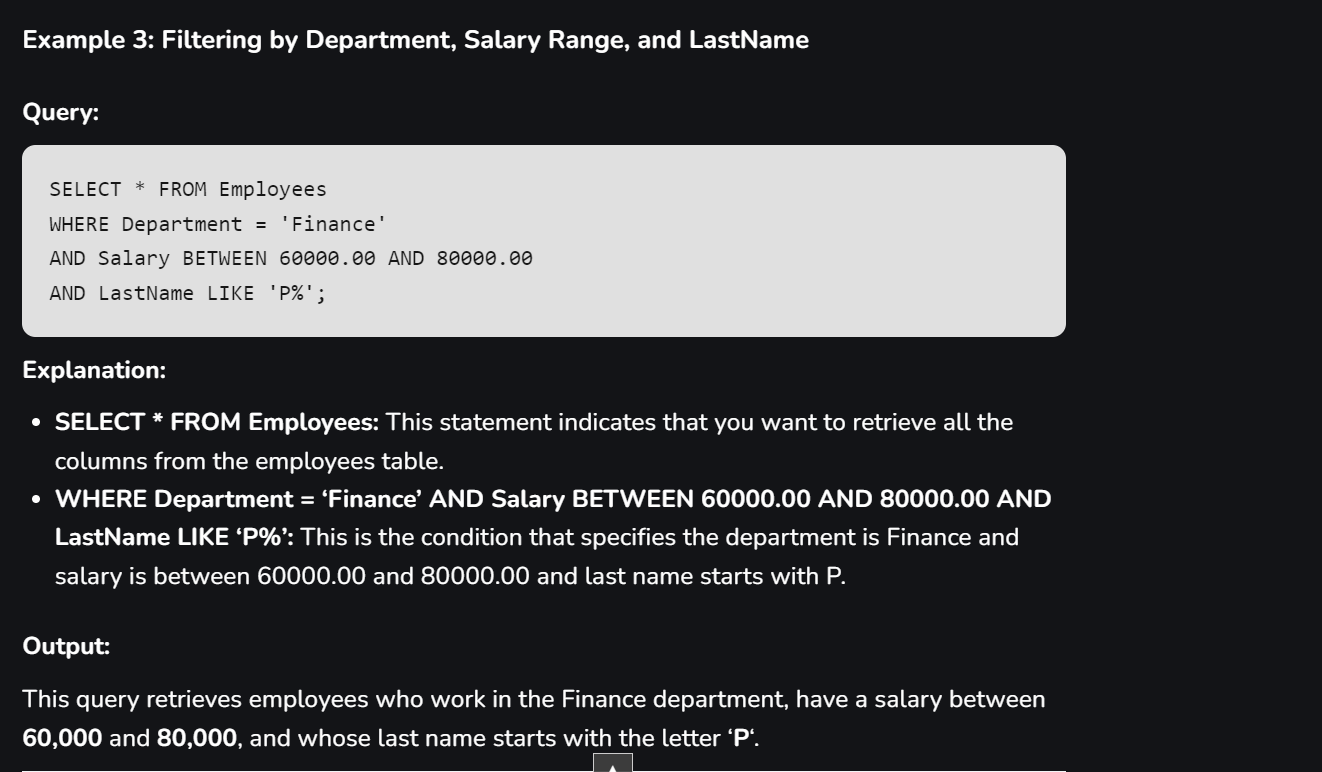 Example 3: Filtering by Department, Salary Range, and LastName
Query:
SELECT * FROM Employees
WHERE Department = 'Finance'
AND Salary BETWEEN 60000.00 AND 80000.00
AND LastName LIKE 'P%';
Explanation:
• SELECT * FROM Employees: This statement indicates that you want to retrieve all the
columns from the employees table.
• WHERE Department = ‘Finance’ AND Salary BETWEEN 60000.00 AND 80000.00 AND
LastName LIKE ‘P%’: This is the condition that specifies the department is Finance and
salary is between 60000.00 and 80000.00 and last name starts with P.
Output:
This query retrieves employees who work in the Finance department, have a salary between
60,000 and 80,000, and whose last name starts with the letter ‘P‘.